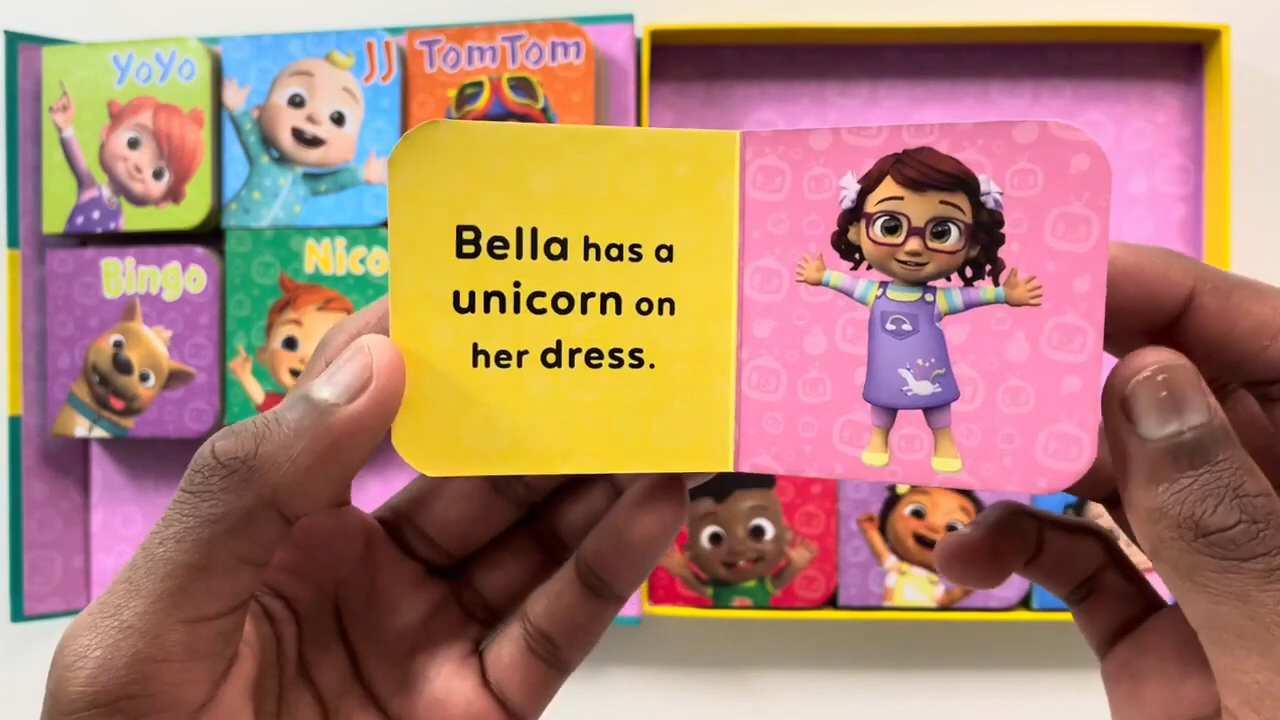 YoYo
JJ
TomTom
Bingo
Nico
Bella has a
unicorn on
her dress.